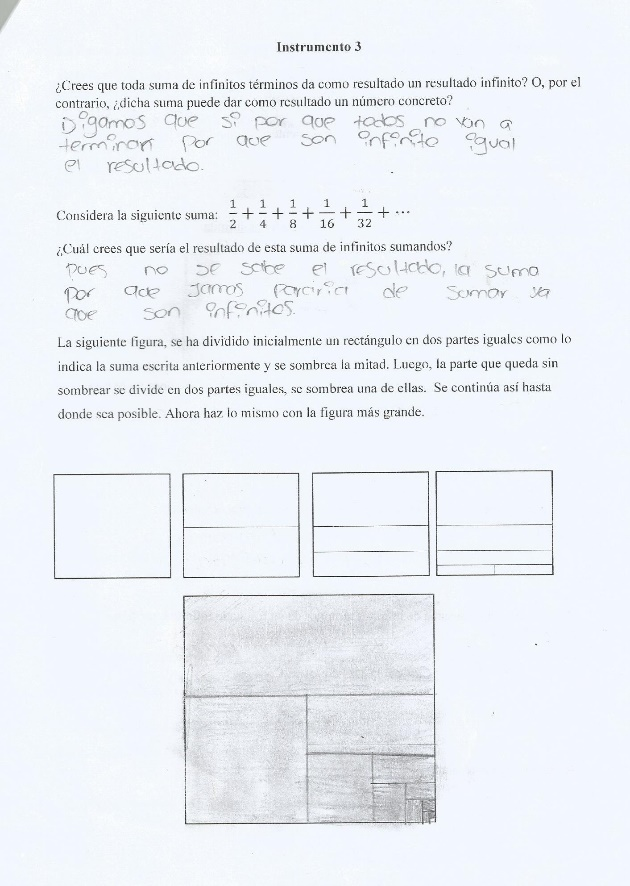 Instrumento 3
¿Crees que toda suma de infinitos términos da como resultado un resultado infinito? O, por el
contrario, ¿dicha suma puede dar como resultado un número concreto?
Digamos que si por que todos no van a
terminar por que son infinito igual
el resultado.
Considera la siguiente suma: 1/2 + 1/4 + 1/8 + 1/16 + 1/32 + ⋯
¿Cuál crees que sería el resultado de esta suma de infinitos sumandos?
pues no se sabe el resultado, la suma
por que jamos pararia de sumar ya
que son infinitos.
La siguiente figura, se ha dividido inicialmente un rectángulo en dos partes iguales como lo
indica la suma escrita anteriormente y se sombrea la mitad. Luego, la parte que queda sin
sombrear se divide en dos partes iguales, se sombrea una de ellas. Se continúa así hasta
donde sea posible. Ahora haz lo mismo con la figura más grande.